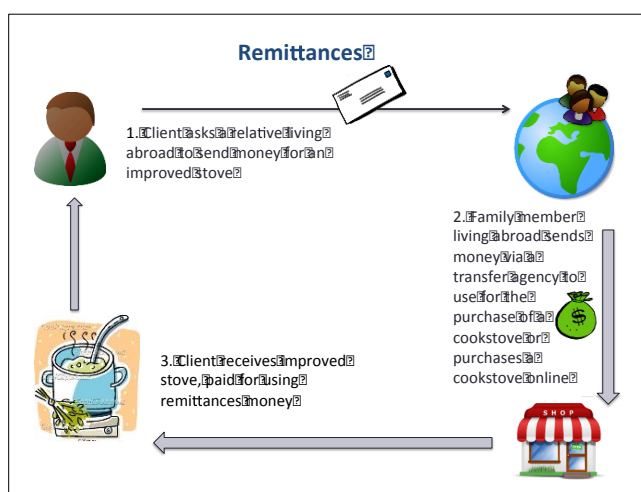 Remittances
1. Client asks a relative living
abroad to send money for an
improved stove
2. Family member
living abroad sends
money via a
transfer agency to
use for the
purchase of a
cookstove or
purchases a
cookstove online
$
SHOP
3. Client receives improved
stove, paid for using
remittances money